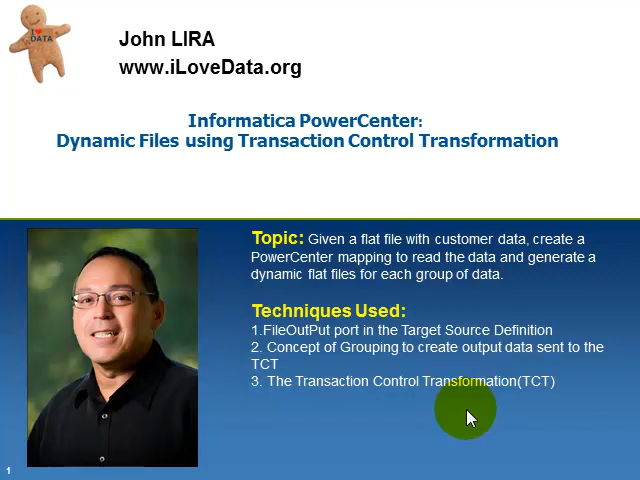 I ♥
DATA
John LIRA
www.iLoveData.org
Informatica PowerCenter:
Dynamic Files using Transaction Control Transformation
Topic: Given a flat file with customer data, create a
PowerCenter mapping to read the data and generate a
dynamic flat files for each group of data.
Techniques Used:
1.FileOutPut port in the Target Source Definition
2. Concept of Grouping to create output data sent to the
TCT
3. The Transaction Control Transformation(TCT)
1